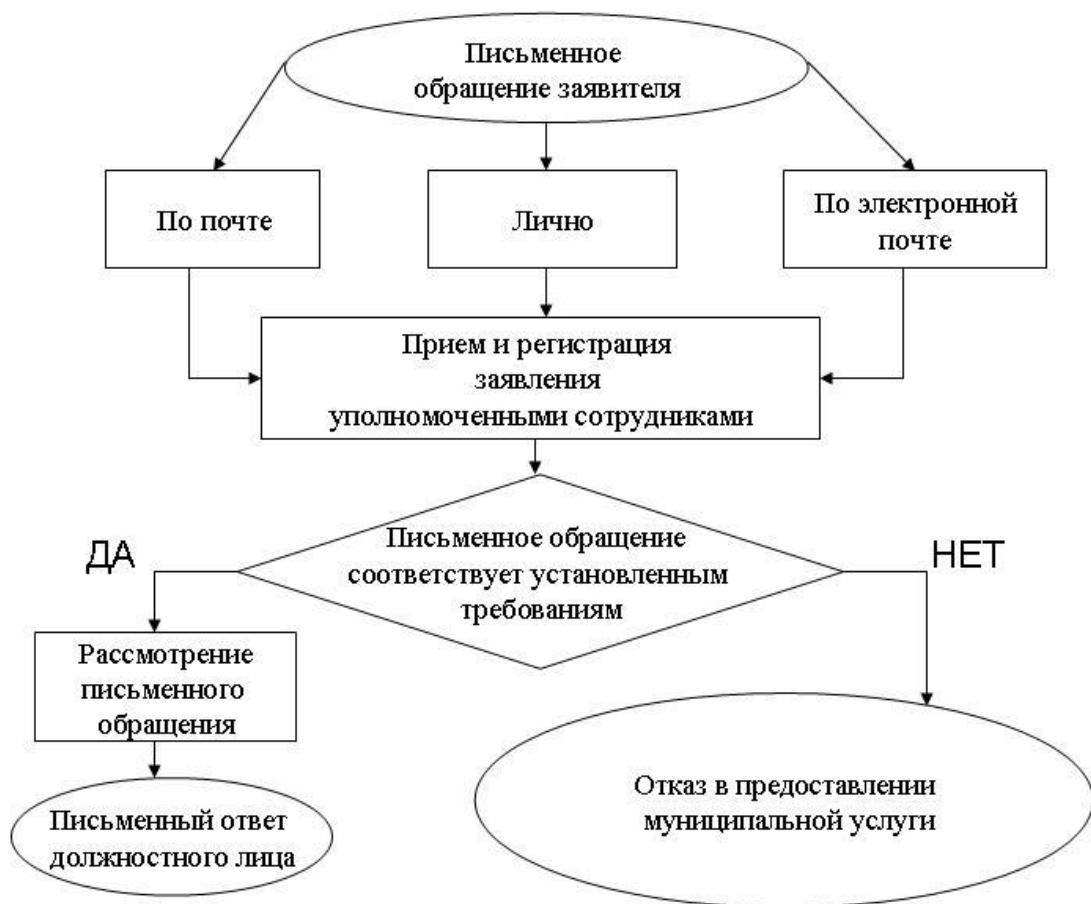 Письменное
обращение заявителя
По почте
Лично
По электронной
почте
Прием и регистрация
заявления
уполномоченными сотрудниками
ДА
Письменное обращение
соответствует установленным
требованиям
НЕТ
Рассмотрение
письменного
обращения
Отказ в предоставлении
муниципальной услуги
Письменный ответ
должностного лица